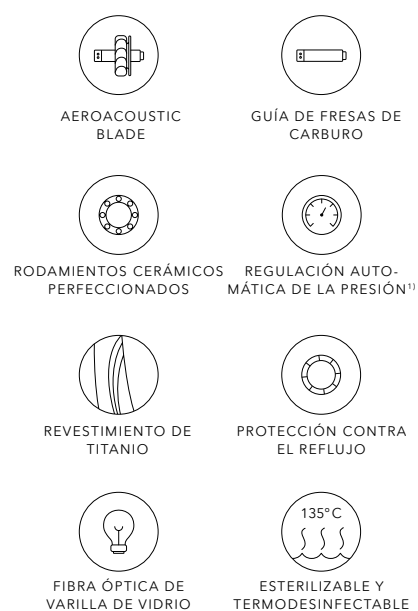 AEROACOUSTIC
BLADE
GUÍA DE FRESAS DE
CARBURO
RODAMIENTOS CERÁMICOS
PERFECCIONADOS
REGULACIÓN AUTO-
MÁTICA DE LA PRESIÓN¹⁾
REVESTIMIENTO DE
TITANIO
PROTECCIÓN CONTRA
EL REFLUJO
FIBRA ÓPTICA DE
VARILLA DE VIDRIO
135°C
ESTERILIZABLE Y
TERMODESINFECTABLE